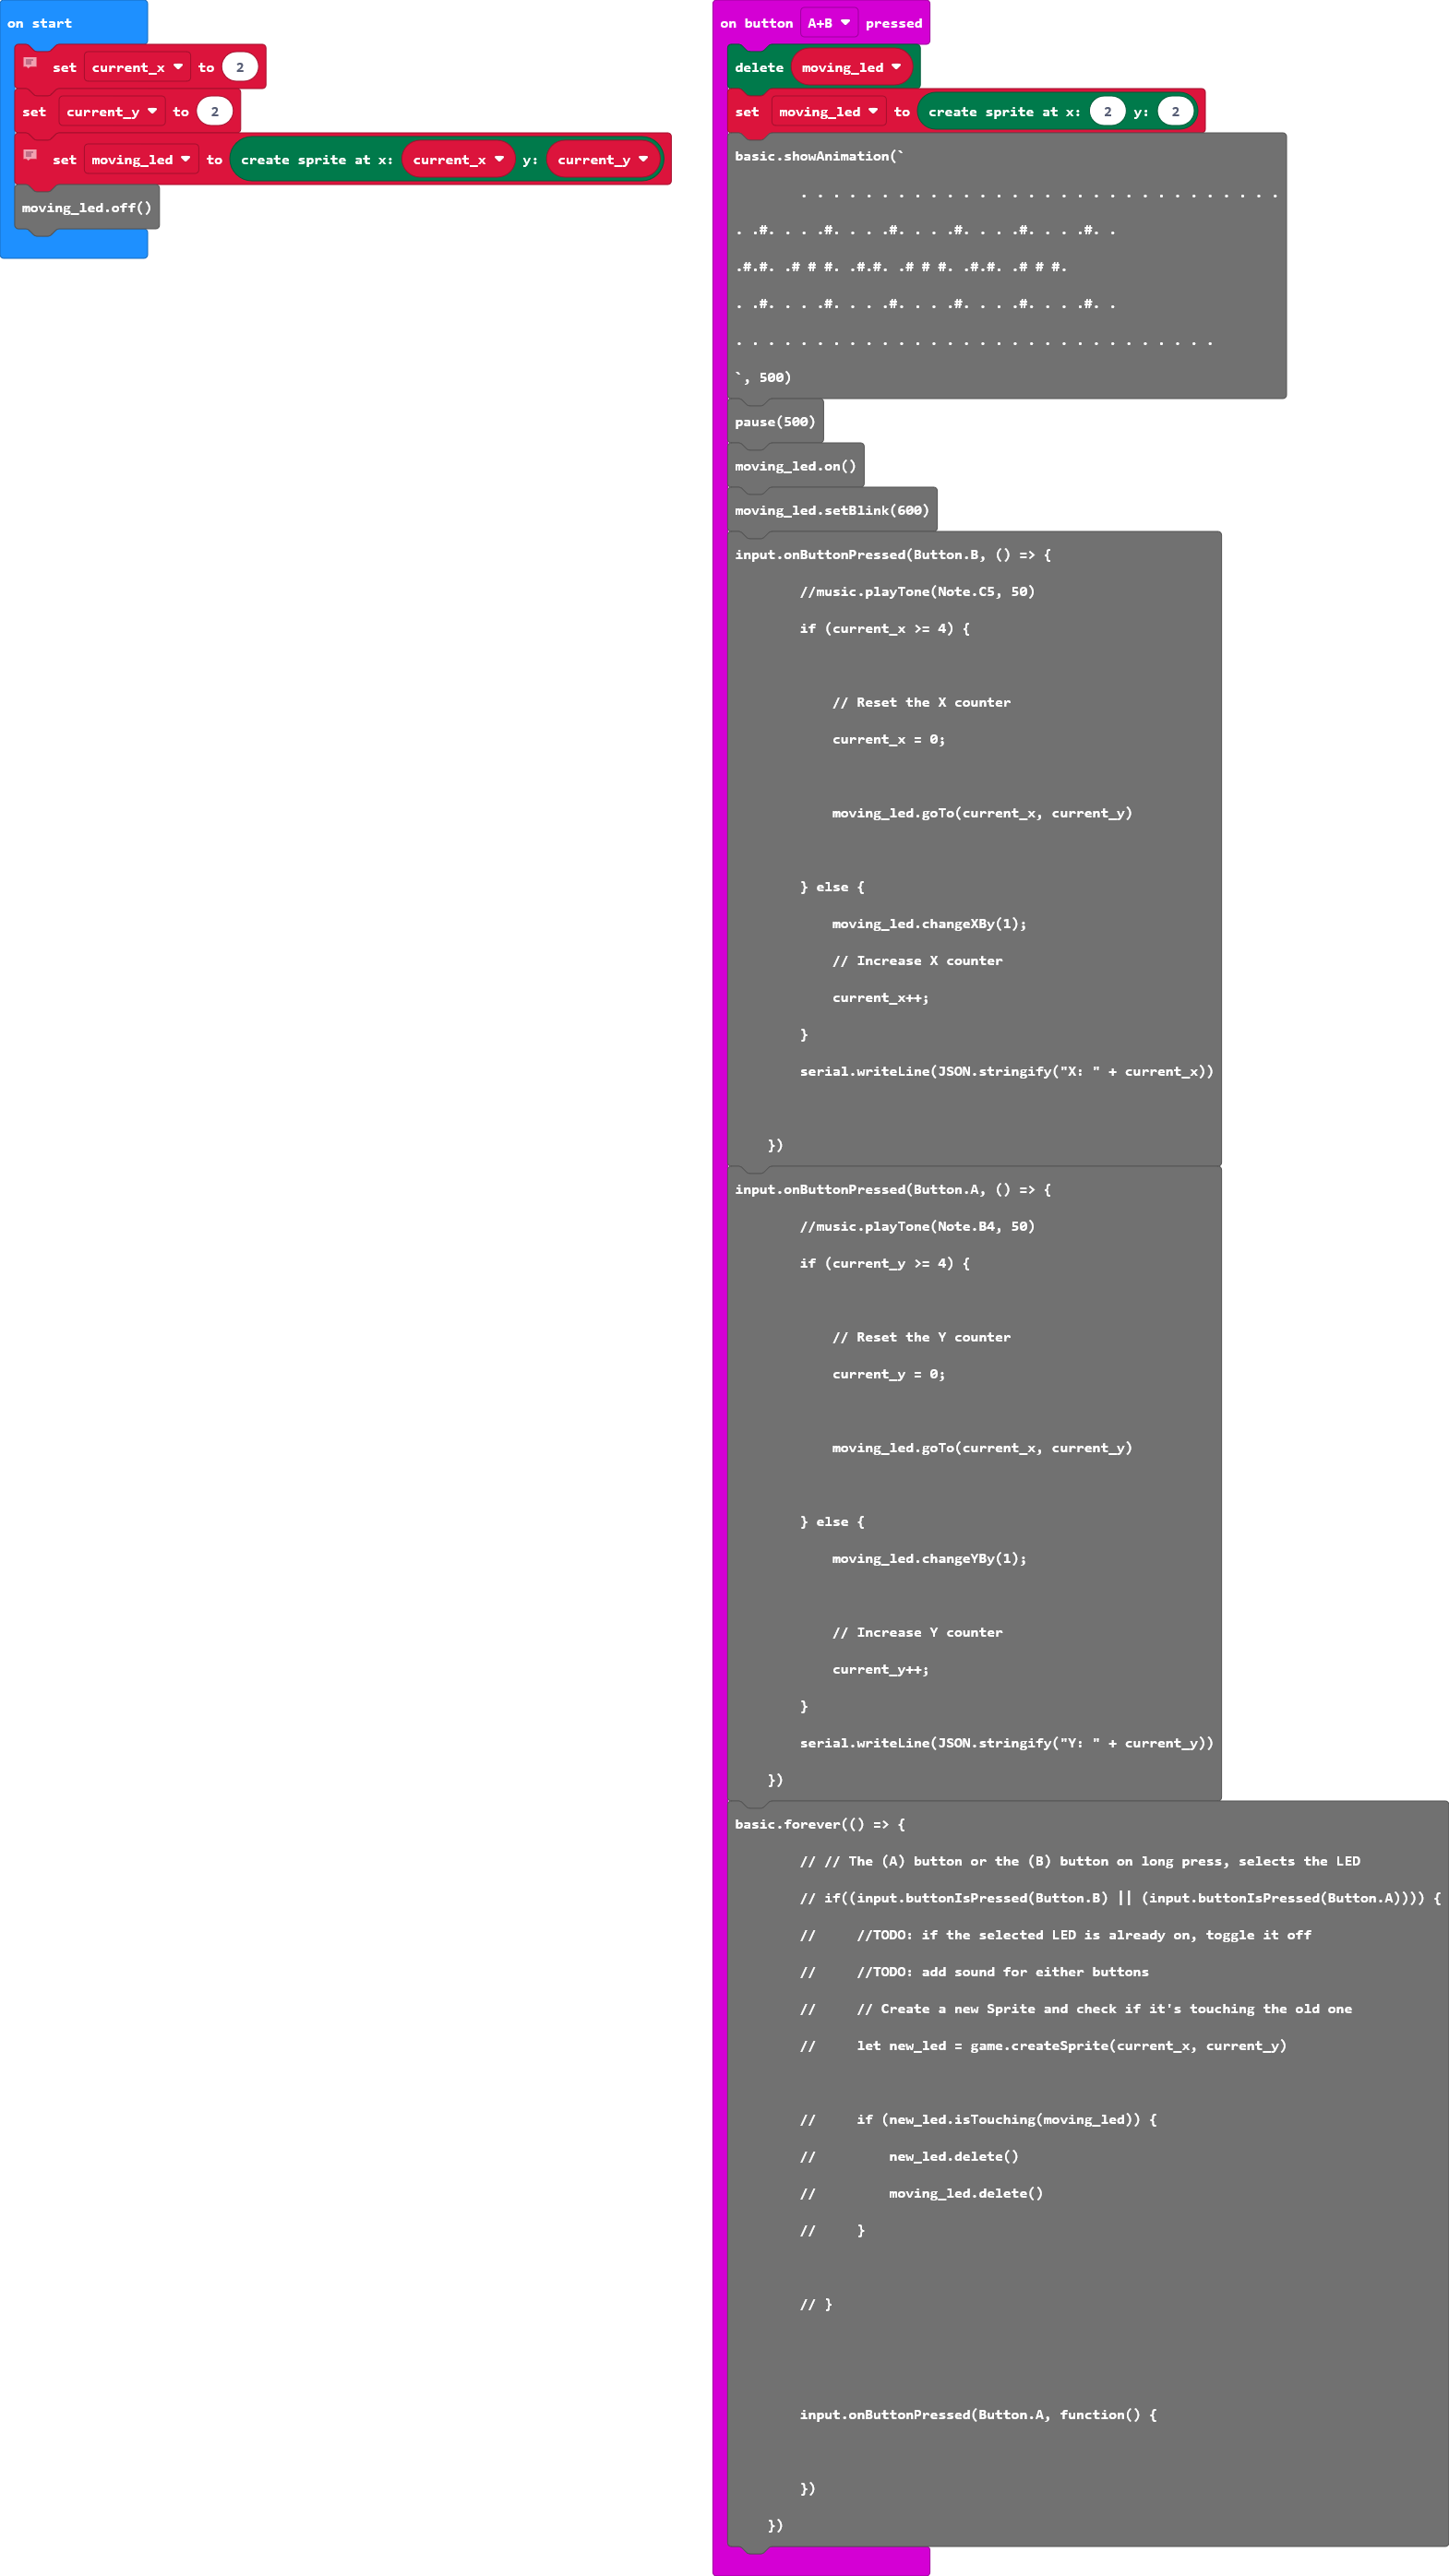 on start
set current_x to 2
set current_y to 2
set moving_led to create sprite at x: current_x y: current_y
moving_led.off()
on button A+B pressed
delete moving_led
set moving_led to create sprite at x: 2 y: 2
basic.showAnimation(`
. . . . . . . . . . . . . . . . . . . . . . . . . . . . . .
. .#. . . .#. . . .#. . . .#. . . .#. . . .#. .
.#.#. .# # #. .#.#. .# # #. .#.#. .# # #.
. .#. . . .#. . . .#. . . .#. . . .#. . . .#. .
. . . . . . . . . . . . . . . . . . . . . . . . . . . . . .
`, 500)
pause(500)
moving_led.on()
moving_led.setBlink(600)
input.onButtonPressed(Button.B, () => {
//music.playTone(Note.C5, 50)
if (current_x >= 4) {
// Reset the X counter
current_x = 0;
moving_led.goTo(current_x, current_y)
} else {
moving_led.changeXBy(1);
// Increase X counter
current_x++;
}
serial.writeLine(JSON.stringify("X: " + current_x))
})
input.onButtonPressed(Button.A, () => {
//music.playTone(Note.B4, 50)
if (current_y >= 4) {
// Reset the Y counter
current_y = 0;
moving_led.goTo(current_x, current_y)
} else {
moving_led.changeYBy(1);
// Increase Y counter
current_y++;
}
serial.writeLine(JSON.stringify("Y: " + current_y))
})
basic.forever(() => {
// // The (A) button or the (B) button on long press, selects the LED
// if((input.buttonIsPressed(Button.B) || (input.buttonIsPressed(Button.A)))) {
// //TODO: if the selected LED is already on, toggle it off
// //TODO: add sound for either buttons
// // Create a new Sprite and check if it's touching the old one
// let new_led = game.createSprite(current_x, current_y)
// if (new_led.isTouching(moving_led)) {
// new_led.delete()
// moving_led.delete()
// }
// }
input.onButtonPressed(Button.A, function() {
})
})